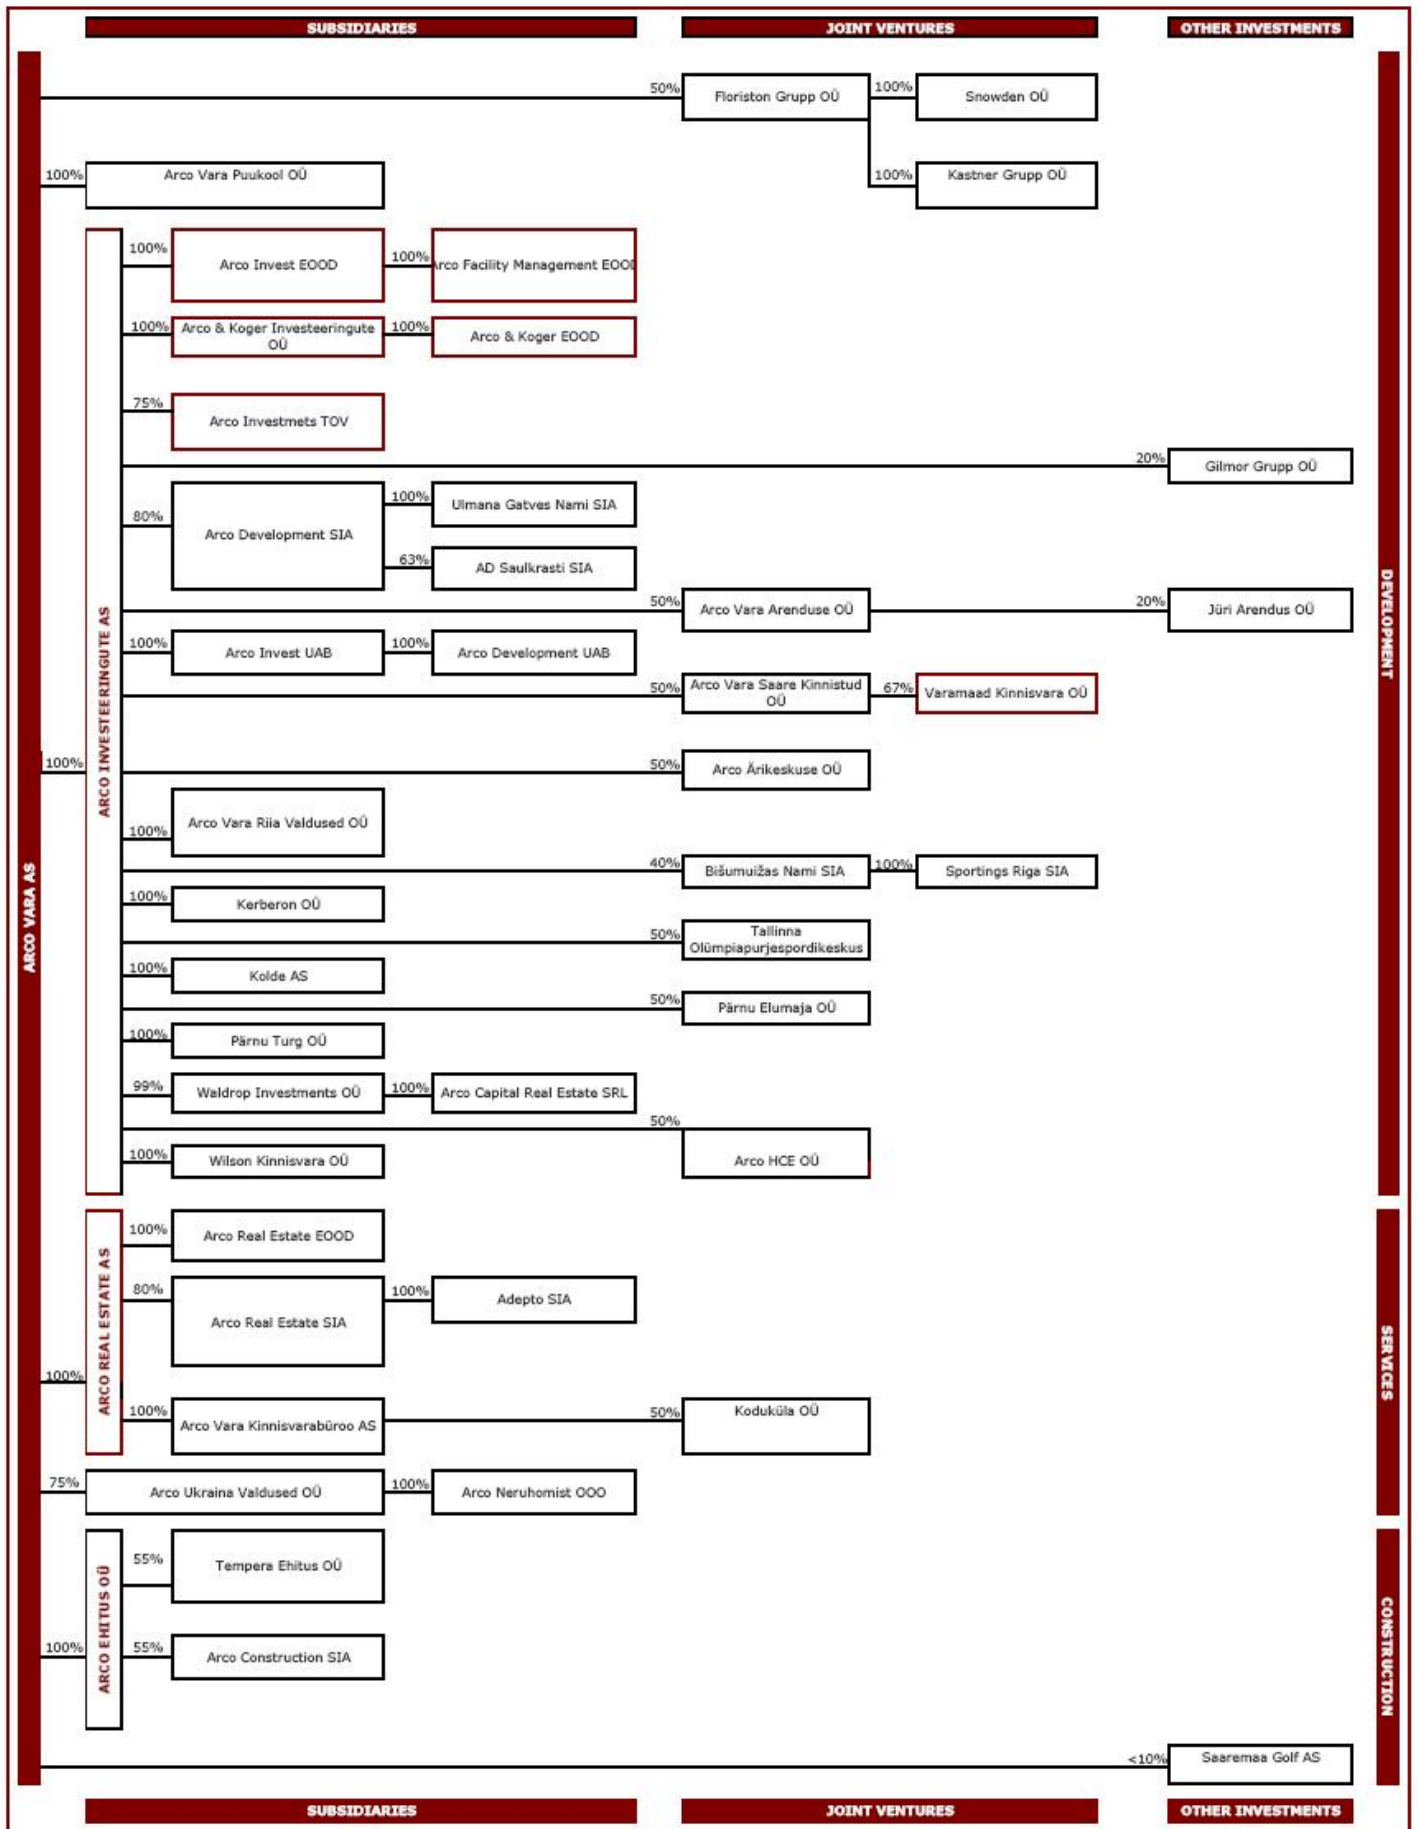 SUBSIDIARIES
JOINT VENTURES
OTHER INVESTMENTS
50%
Floriston Grupp OÜ
100%
Snowden OÜ
100%
Arco Vara Puukool OÜ
100%
Kastner Grupp OÜ
100%
Arco Invest EOOD
100%
Arco Facility Management EOOD
100%
Arco & Koger Investeeringute
OÜ
100%
Arco & Koger EOOD
75%
Arco Investmets TOV
20%
Gilmor Grupp OÜ
80%
Arco Development SIA
100%
Ulmana Gatves Nami SIA
63%
AD Saulkrasti SIA
50%
Arco Vara Arenduse OÜ
20%
Jüri Arendus OÜ
100%
Arco Invest UAB
100%
Arco Development UAB
50%
Arco Vara Saare Kinnistud
OÜ
67%
Varamaad Kinnisvara OÜ
100%
ARCO INVESTEERINGUTE AS
50%
Arco Ärikeskuse OÜ
100%
Arco Vara Riia Valdused OÜ
40%
Bišumuižas Nami SIA
100%
Sportings Riga SIA
ARCO VARA AS
100%
Kerberon OÜ
50%
Tallinna
Olümpiapurjespordikeskus
100%
Kolde AS
50%
Pärnu Elumaja OÜ
100%
Pärnu Turg OÜ
99%
Waldrop Investments OÜ
100%
Arco Capital Real Estate SRL
50%
Arco HCE OÜ
100%
Wilson Kinnisvara OÜ
DEVELOPMENT
100%
ARCO REAL ESTATE AS
100%
Arco Real Estate EOOD
80%
Arco Real Estate SIA
100%
Adepto SIA
100%
Arco Vara Kinnisvarabüroo AS
50%
Koduküla OÜ
75%
Arco Ukraina Valdused OÜ
100%
Arco Neruhomist OOO
SERVICES
100%
ARCO EHITUS OÜ
55%
Tempera Ehitus OÜ
55%
Arco Construction SIA
CONSTRUCTION
<10%
Saaremaa Golf AS
SUBSIDIARIES
JOINT VENTURES
OTHER INVESTMENTS